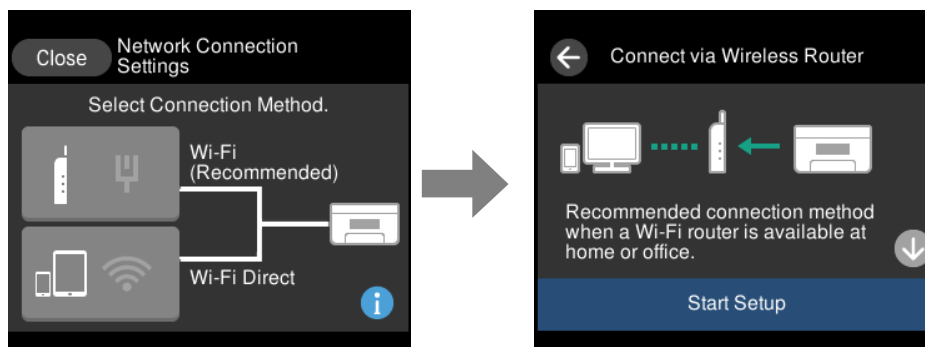 Close
Network Connection
Settings
Select Connection Method.
Wi-Fi
(Recommended)
Wi-Fi Direct
i
Connect via Wireless Router
Recommended connection method
when a Wi-Fi router is available at
home or office.
Start Setup